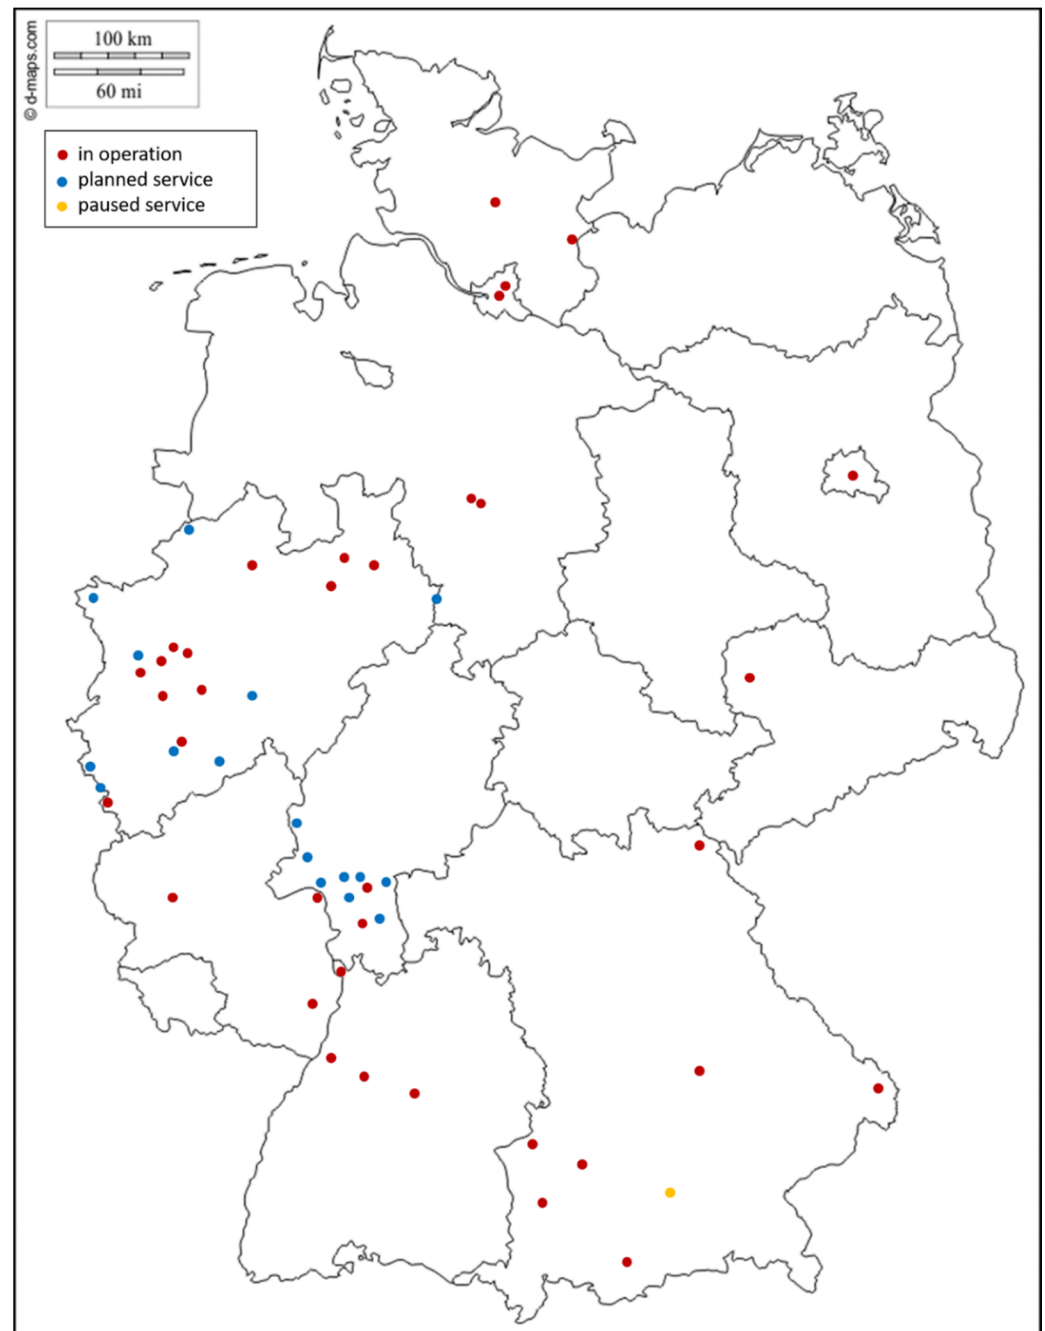 100 km
60 mi
© d-maps.com
in operation
planned service
paused service